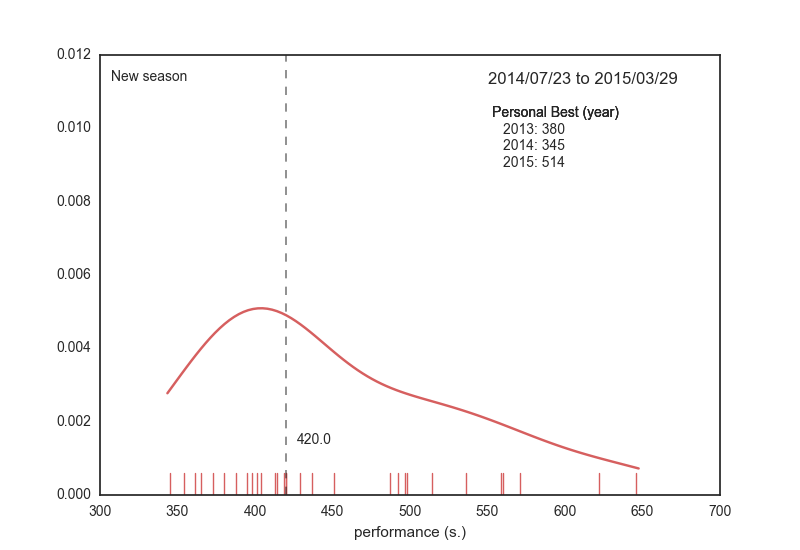 0.012
New season
2014/07/23 to 2015/03/29
Personal Best (year)
2013: 380
2014: 345
2015: 514
0.010
0.008
0.006
0.004
0.002
420.0
0.000
300 350 400 450 500 550 600 650 700
performance (s.)